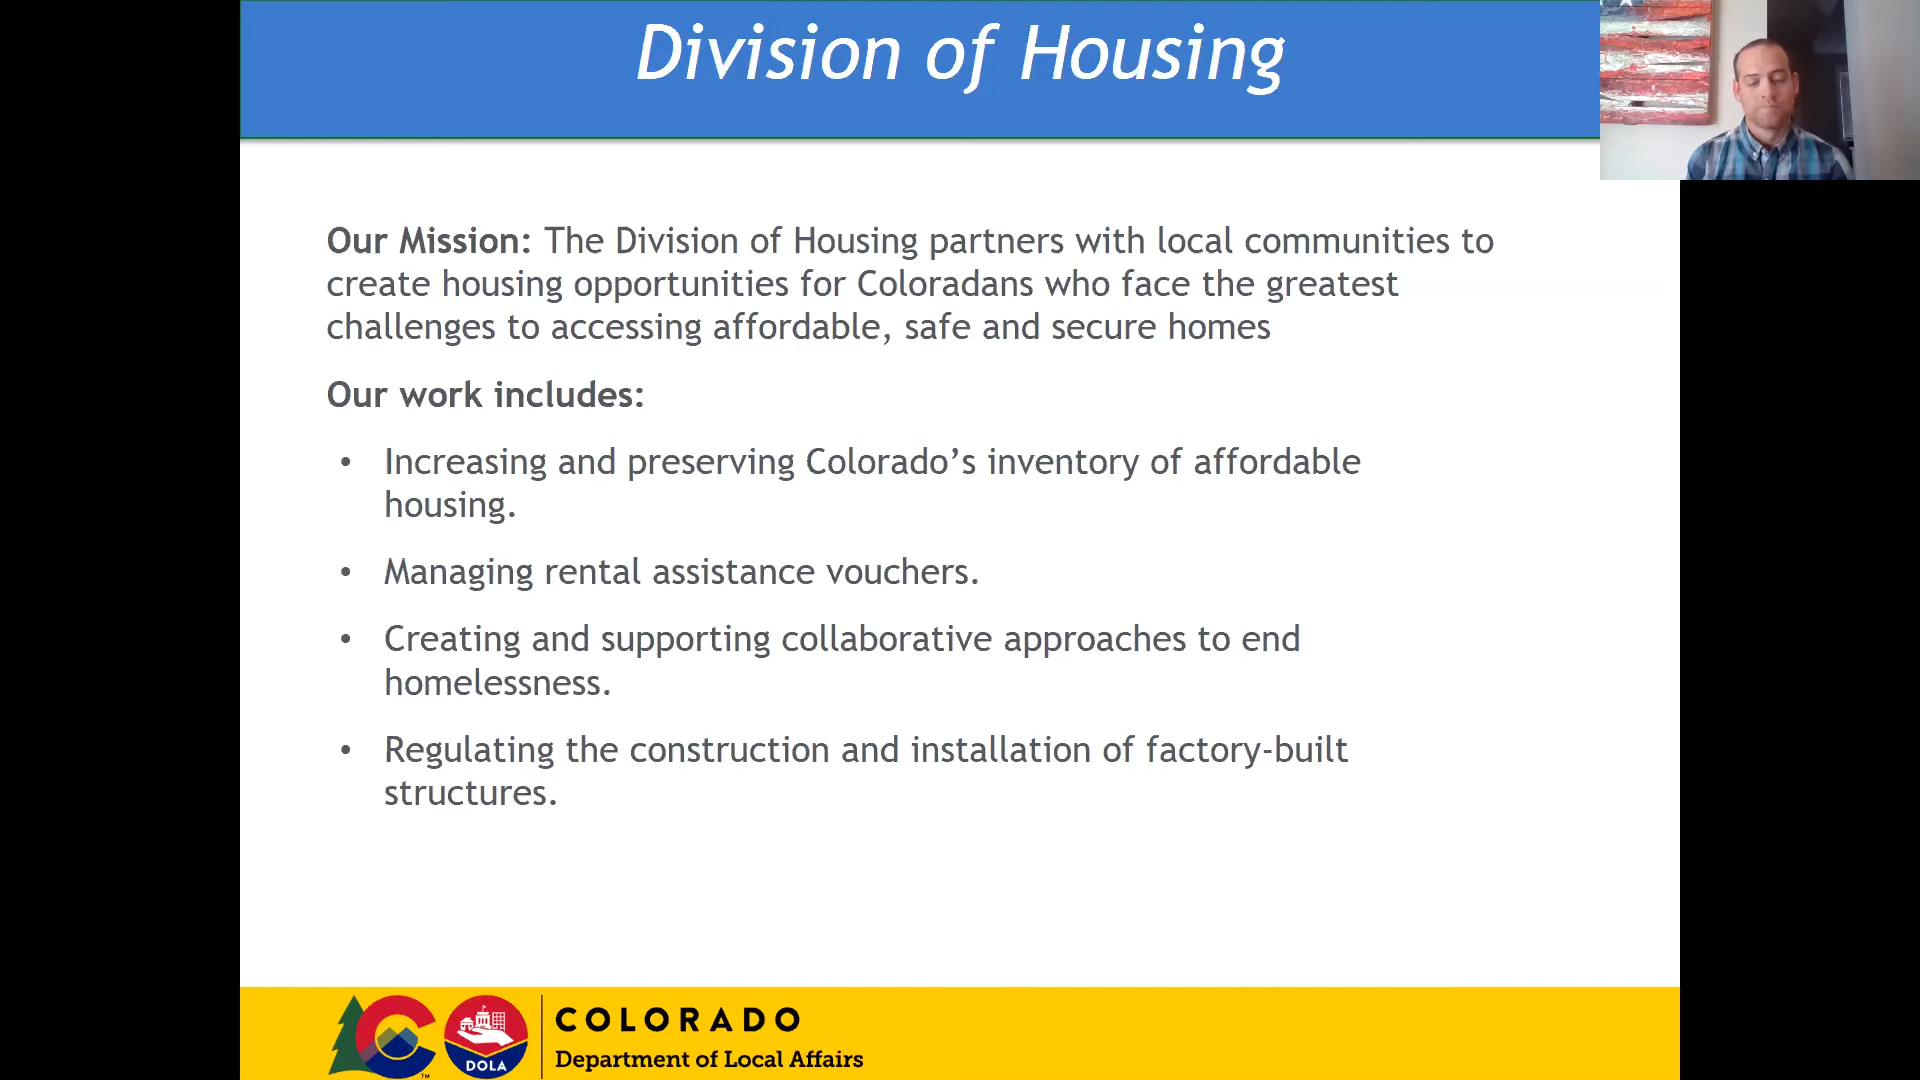 Division of Housing
Our Mission: The Division of Housing partners with local communities to
create housing opportunities for Coloradans who face the greatest
challenges to accessing affordable, safe and secure homes
Our work includes:
• Increasing and preserving Colorado’s inventory of affordable
housing.
• Managing rental assistance vouchers.
• Creating and supporting collaborative approaches to end
homelessness.
• Regulating the construction and installation of factory-built
structures.
C
TM
DOLA
COLORADO
Department of Local Affairs